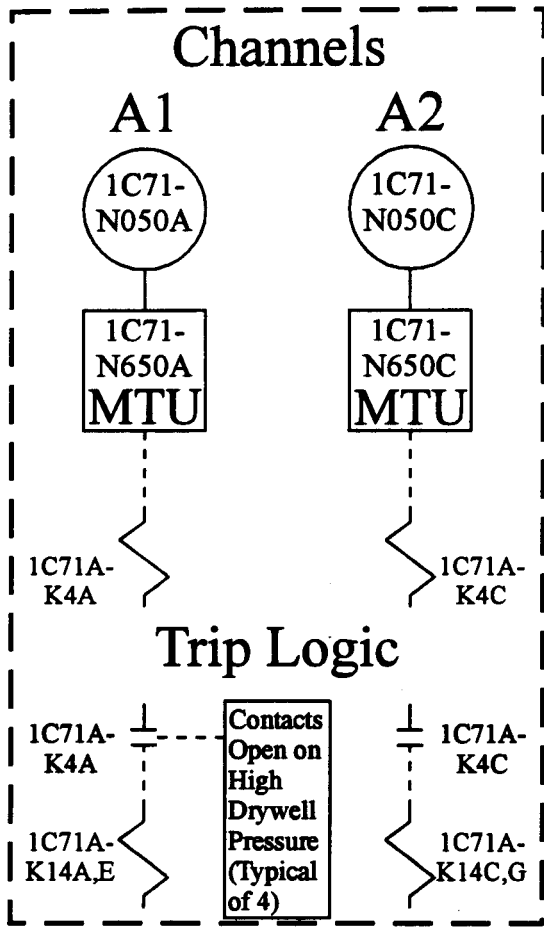 Channels
A1
A2
1C71-
N050A
1C71-
N050C
1C71-
N650A
MTU
1C71-
N650C
MTU
1C71A-
K4A
1C71A-
K4C
Trip Logic
1C71A-
K4A
Contacts
Open on
High
Drywell
Pressure
(Typical
of 4)
1C71A-
K4C
1C71A-
K14A,E
1C71A-
K14C,G